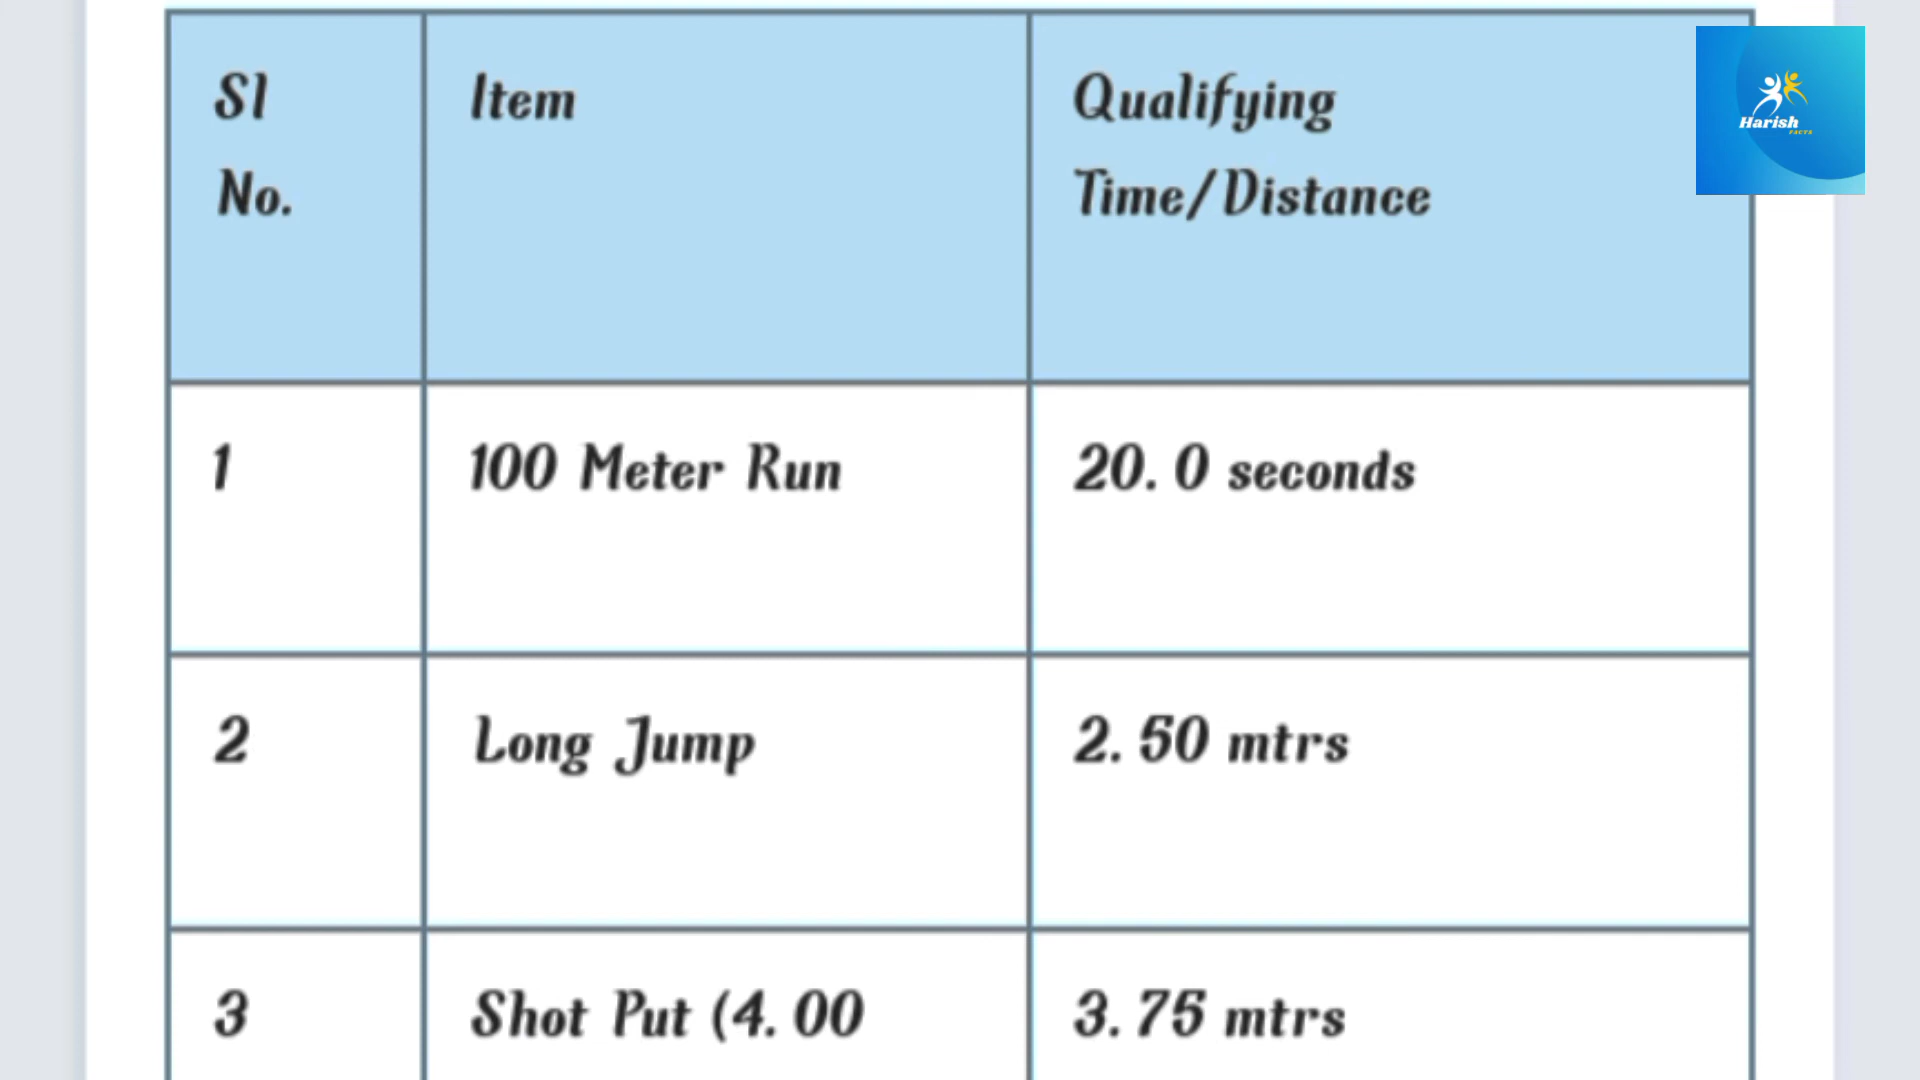 Sl
No.
Item
Qualifying
Time/Distance
Harish
FACTS
1
100 Meter Run
20. 0 seconds
2
Long Jump
2. 50 mtrs
3
Shot Put (4. 00
3. 75 mtrs